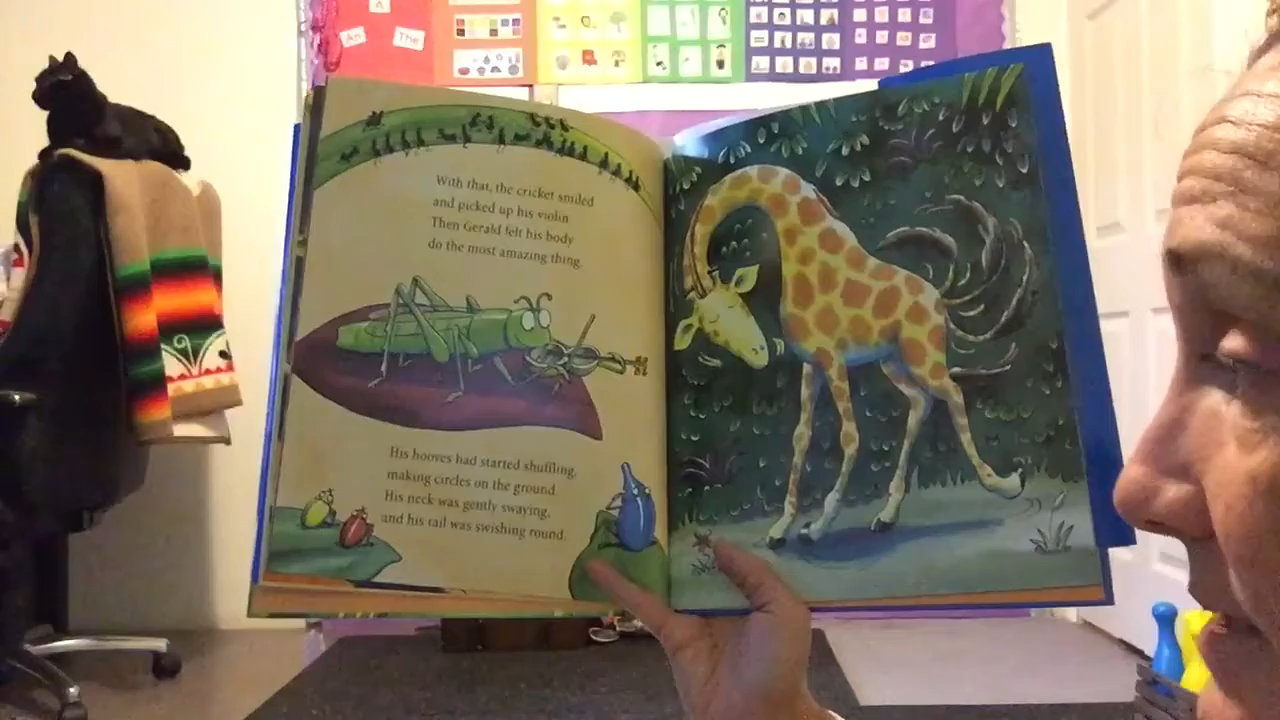 A
An
The
With that, the cricket smiled
and picked up his violin
Then Gerald felt his body
do the most amazing thing.
His hooves had started shuffling,
making circles on the ground.
His neck was gently swaying,
and his tail was swishing round.